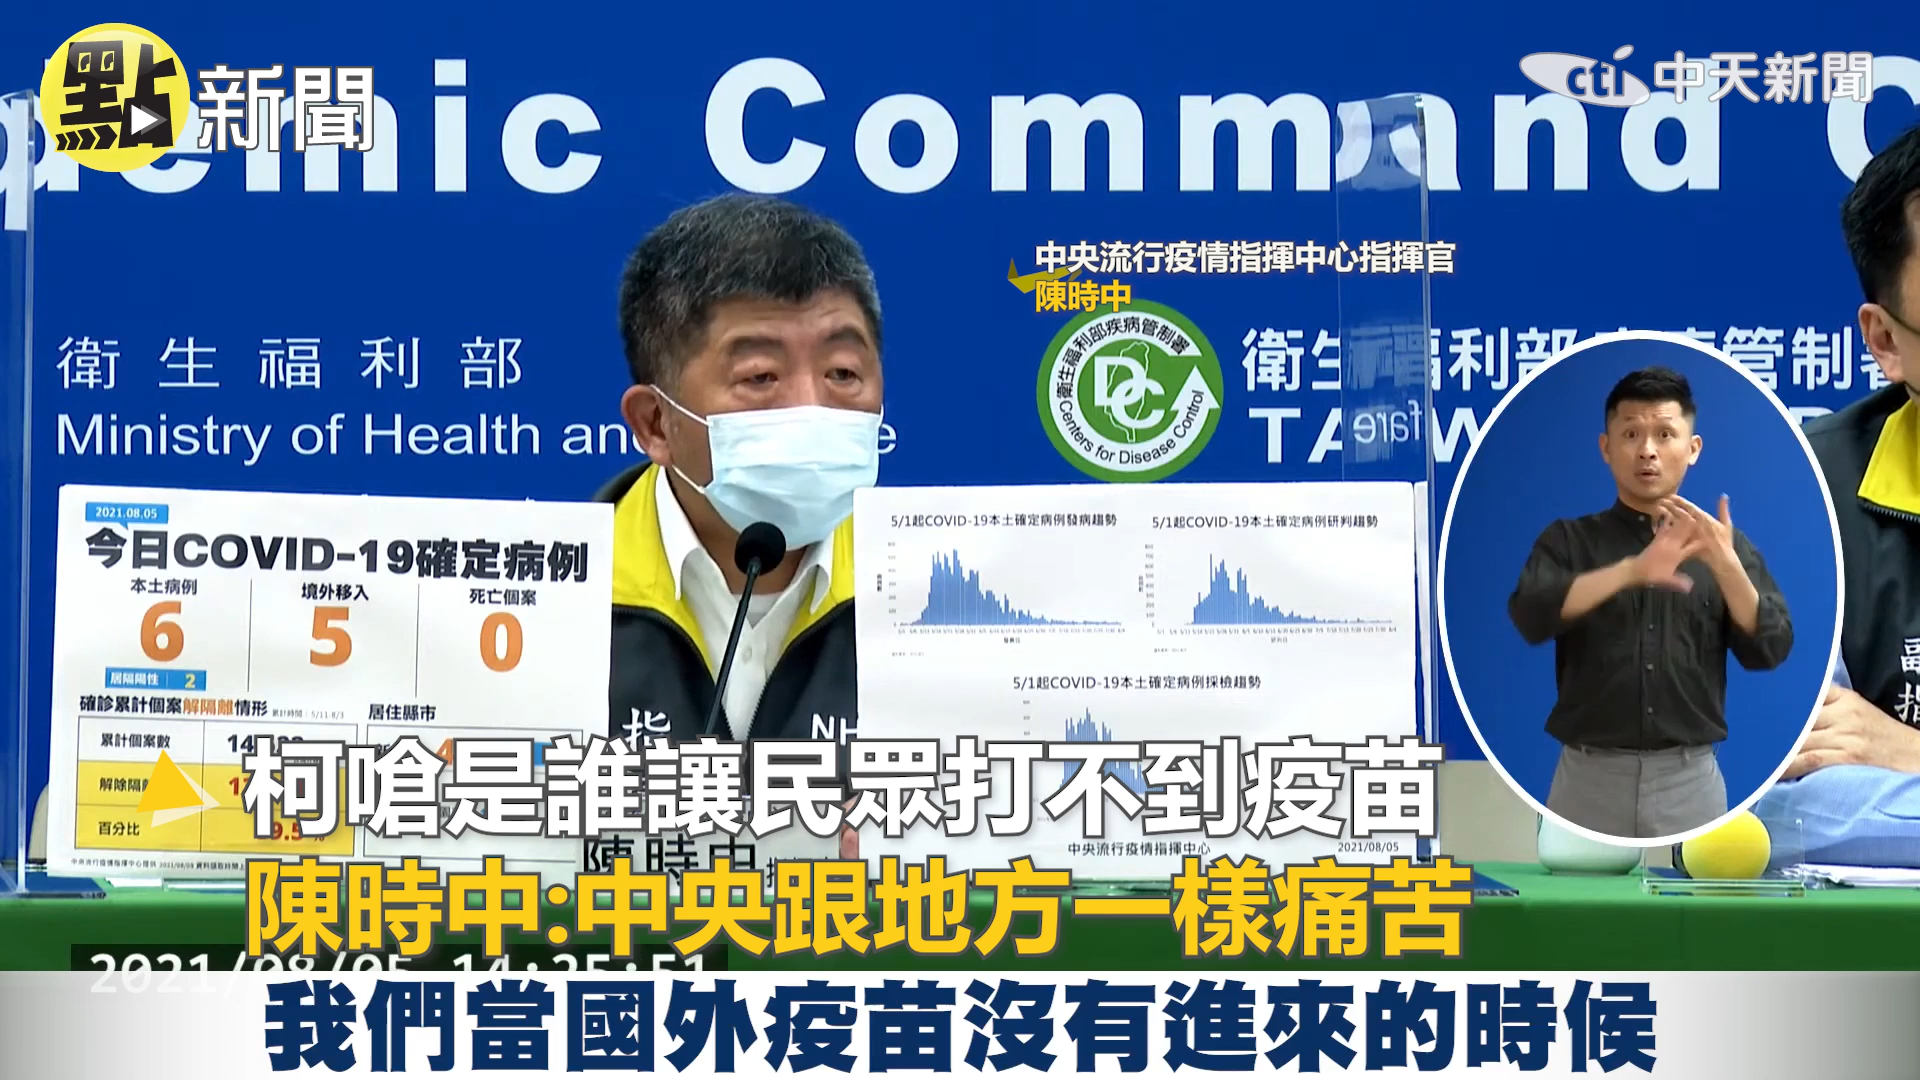 點新聞
中天新聞
demic Command C
中央流行疫情指揮中心指揮官
陳時中
衛生福利部
Ministry of Health an
衛生福利部疾病管制署
Centers for Disease Control
2021.08.05
今日COVID-19確定病例
本土病例
境外移入
死亡個案
6
5
0
居隔陽性 2
確診累計個案解隔離情形
居住縣市
累計個案數
解除隔
百分比
5/1起COVID-19本土確定病例發病趨勢
5/1起COVID-19本土確定病例研判趨勢
5/1起COVID-19本土確定病例採檢趨勢
中央流行疫情指揮中心
2021/08/05
柯嗆是誰讓民眾打不到疫苗
陳時中:中央跟地方一樣痛苦
2021/08/05 14:25:51
我們當國外疫苗沒有進來的時候